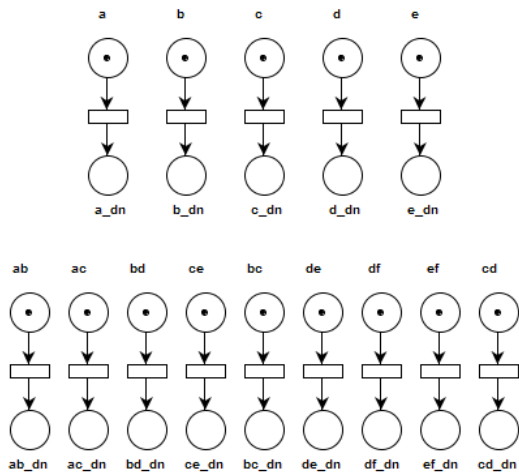 a b c d e
a_dn b_dn c_dn d_dn e_dn
ab ac bd ce bc de df ef cd
ab_dn ac_dn bd_dn ce_dn bc_dn de_dn df_dn ef_dn cd_dn